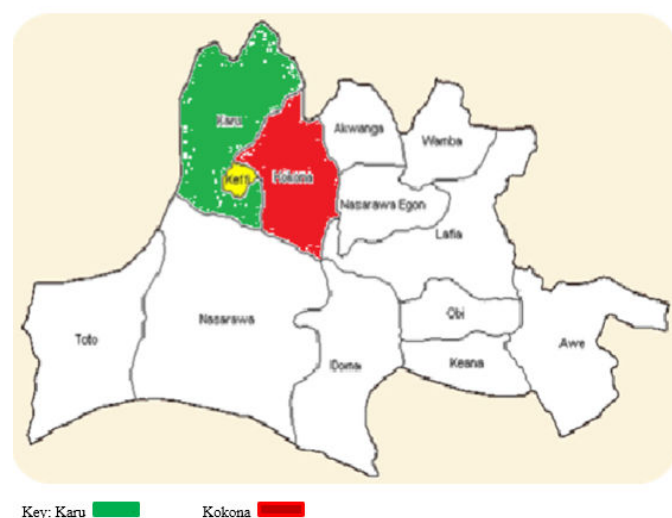 Karu
Akwanga
Wamba
Keffi
Kokona
Nasarawa Egon
Lafia
Obi
Nasarawa
Toto
Doma
Keana
Awe
Key: Karu
Kokona